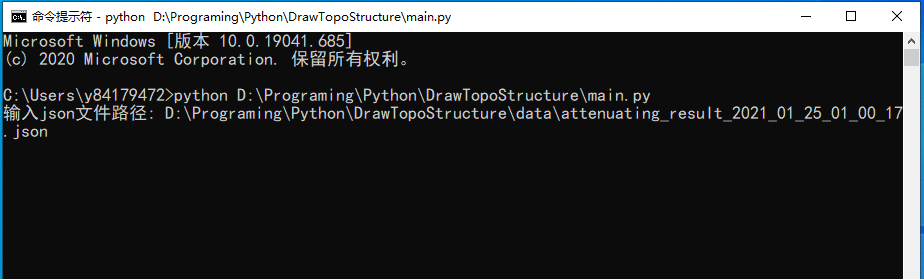 命令提示符 - python D:\Programing\Python\DrawTopoStructure\main.py
Microsoft Windows [版本 10.0.19041.685]
(c) 2020 Microsoft Corporation. 保留所有权利。
C:\Users\y84179472>python D:\Programing\Python\DrawTopoStructure\main.py
输入json文件路径: D:\Programing\Python\DrawTopoStructure\data\attenuating_result_2021_01_25_01_00_17
.json